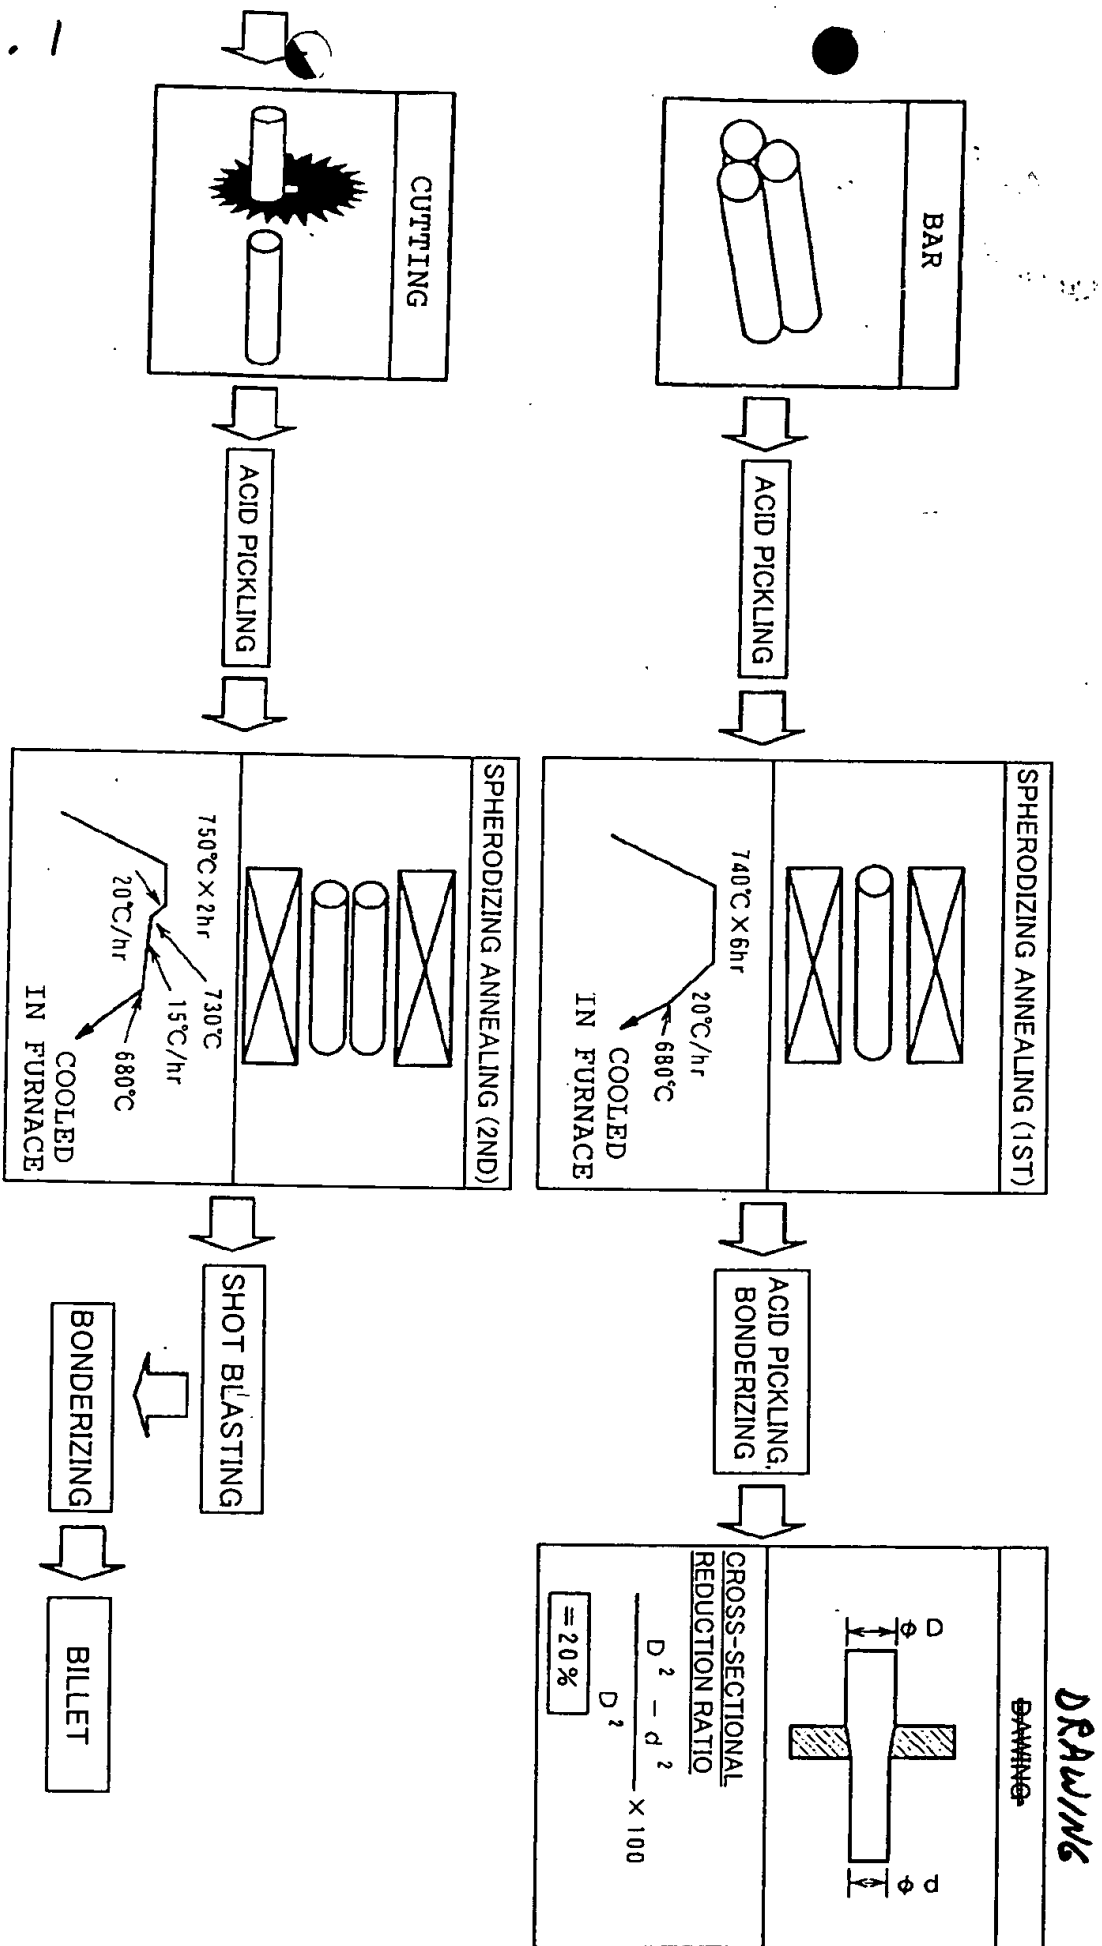 DRAWING
BAR
ACID PICKLING
SPHERODIZING ANNEALING (1ST)
740°C × 6hr
20°C/hr
680°C
COOLED
IN FURNACE
ACID PICKLING,
BONDERIZING
DAWING
φ D
φ d
CROSS-SECTIONAL
REDUCTION RATIO
D² − d²
D²
× 100
=20%
CUTTING
ACID PICKLING
SPHERODIZING ANNEALING (2ND)
750°C × 2hr
730°C
20°C/hr
15°C/hr
680°C
COOLED
IN FURNACE
SHOT BLASTING
BONDERIZING
BILLET
. 1